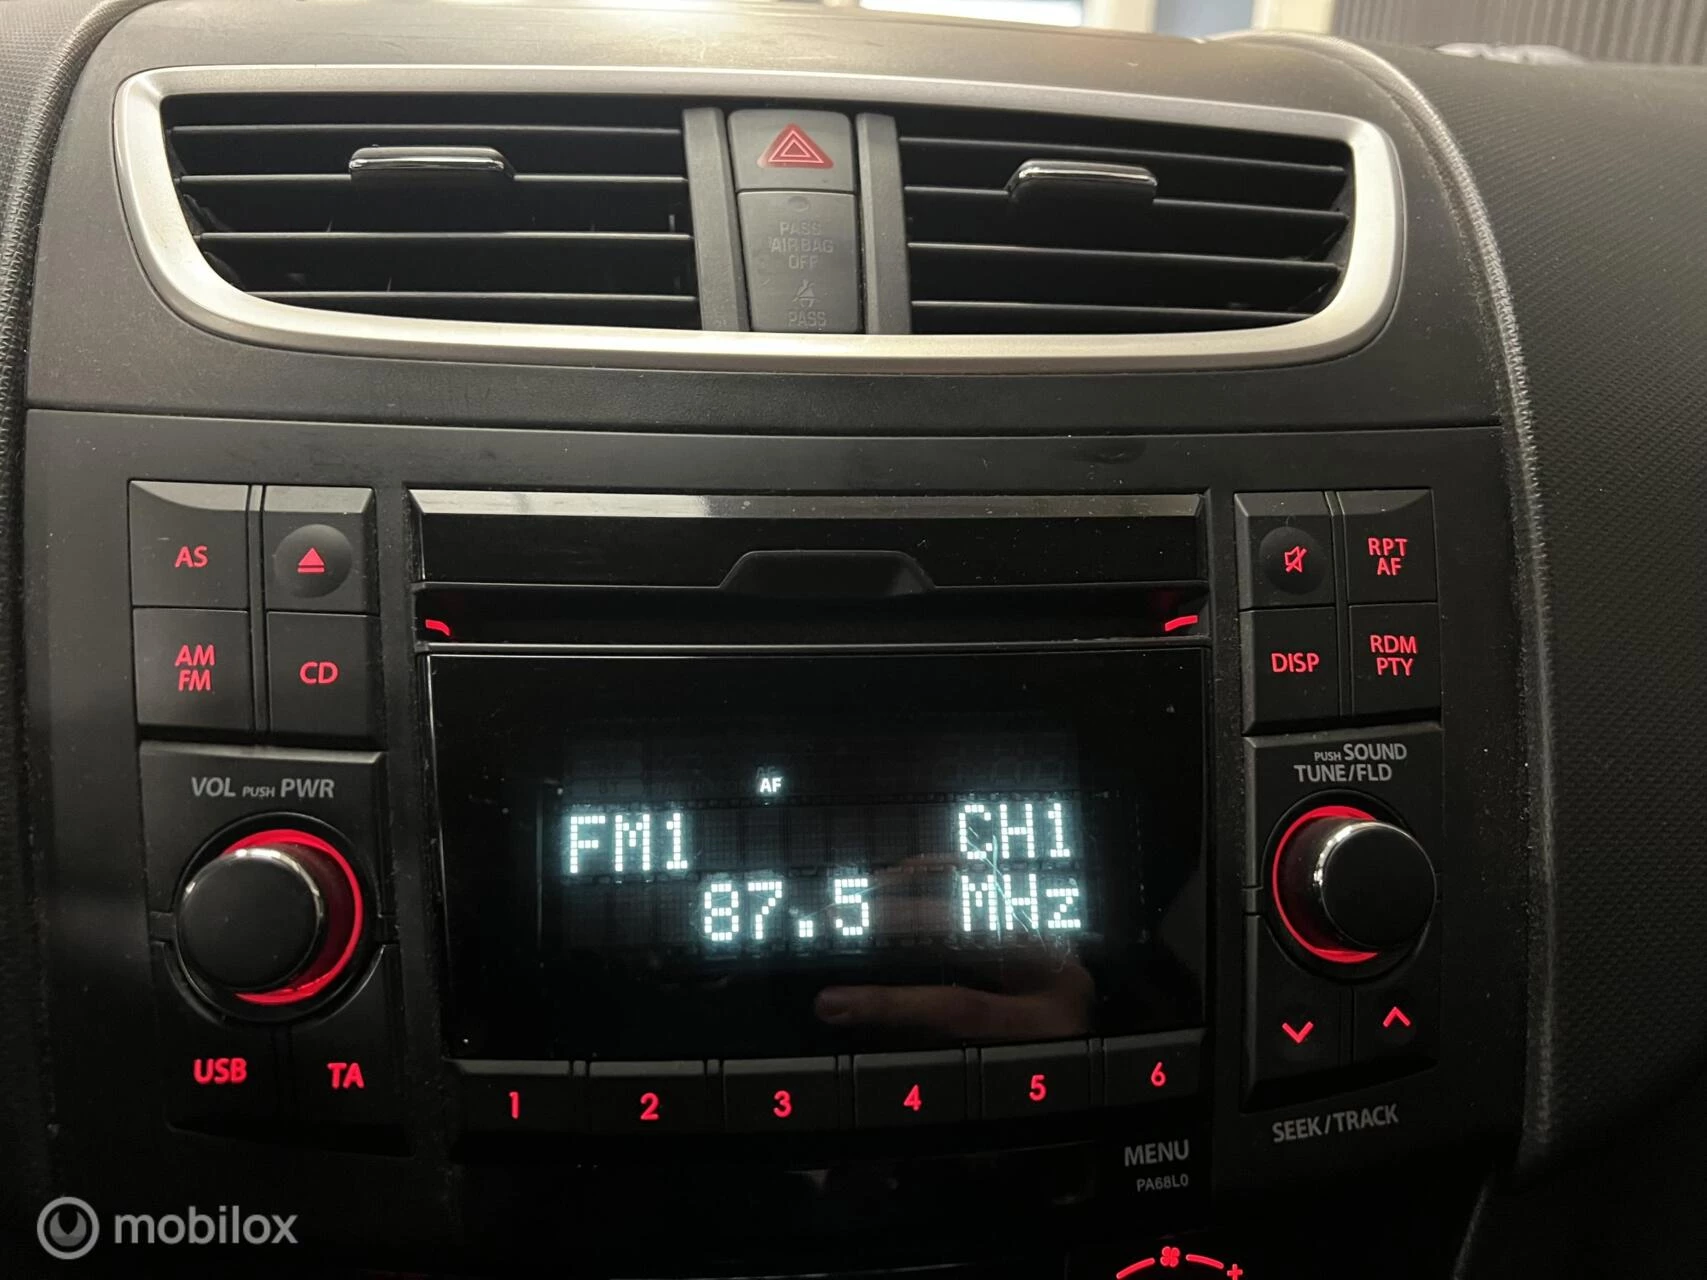 PASS
AIRBAG
OFF
PASS
AS
AM
FM
CD
VOL PUSH PWR
USB
TA
AF
FM1 CH1
87.5 MHz
1 2 3 4 5 6
RPT
AF
DISP
RDM
PTY
PUSH SOUND
TUNE/FLD
SEEK/TRACK
MENU
PA68L0
mobilox